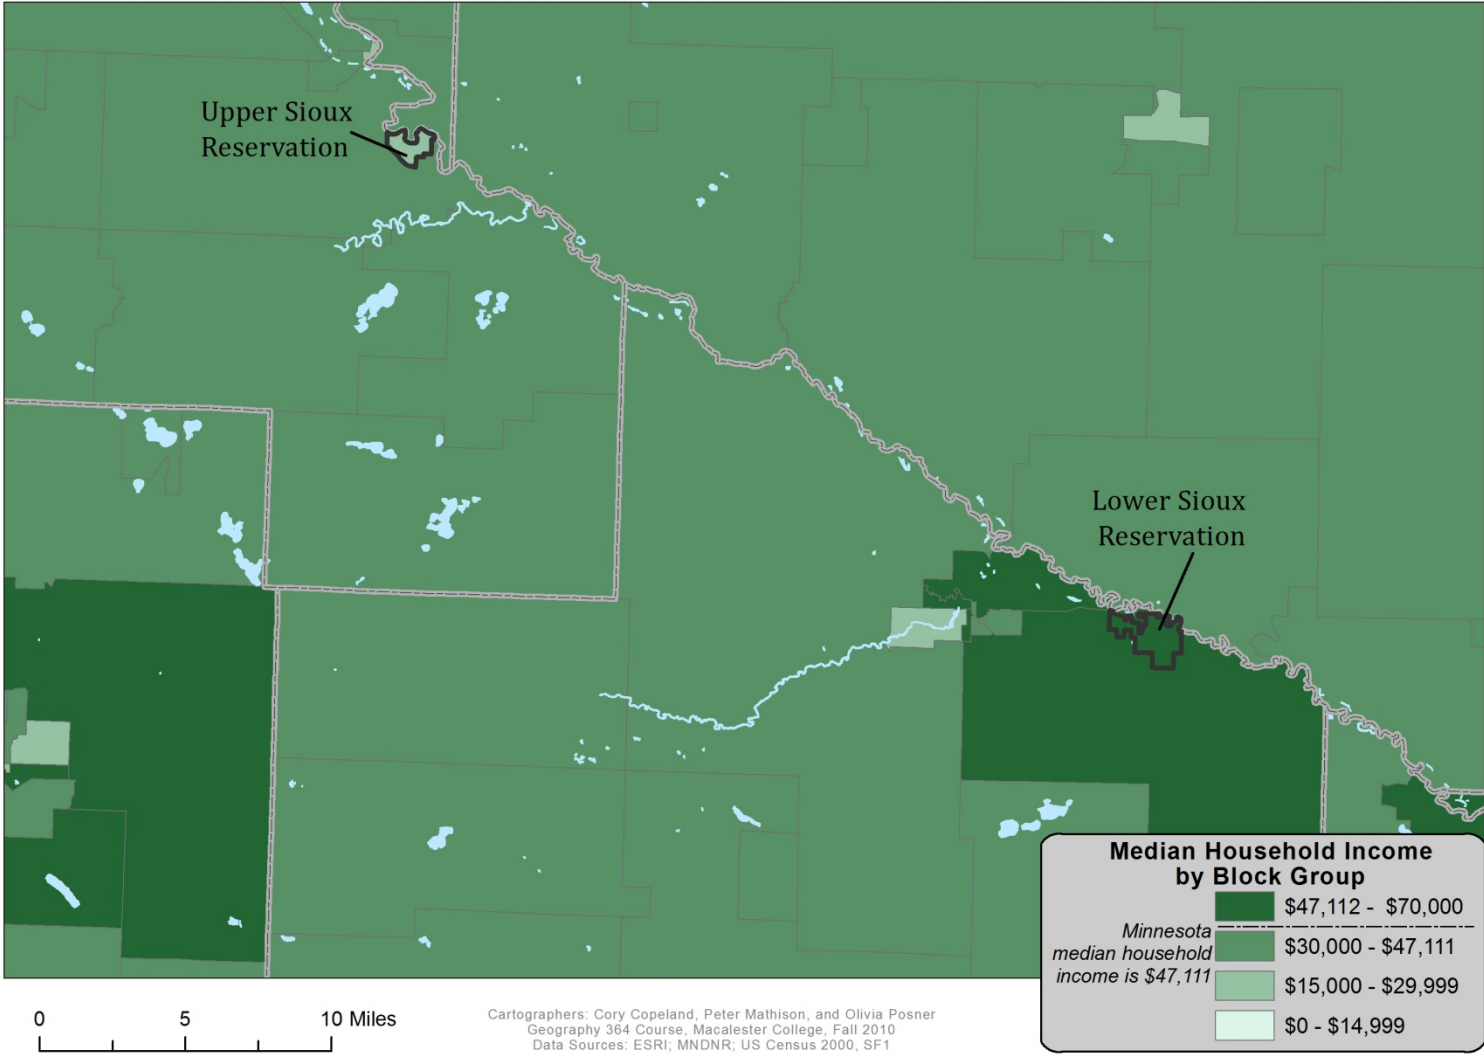 Upper Sioux
Reservation
Lower Sioux
Reservation
Median Household Income
by Block Group
$47,112 - $70,000
Minnesota
median household
income is $47,111
$30,000 - $47,111
$15,000 - $29,999
$0 - $14,999
0 5 10 Miles
Cartographers: Cory Copeland, Peter Mathison, and Olivia Posner
Geography 364 Course, Macalester College, Fall 2010
Data Sources: ESRI; MNDNR; US Census 2000, SF1